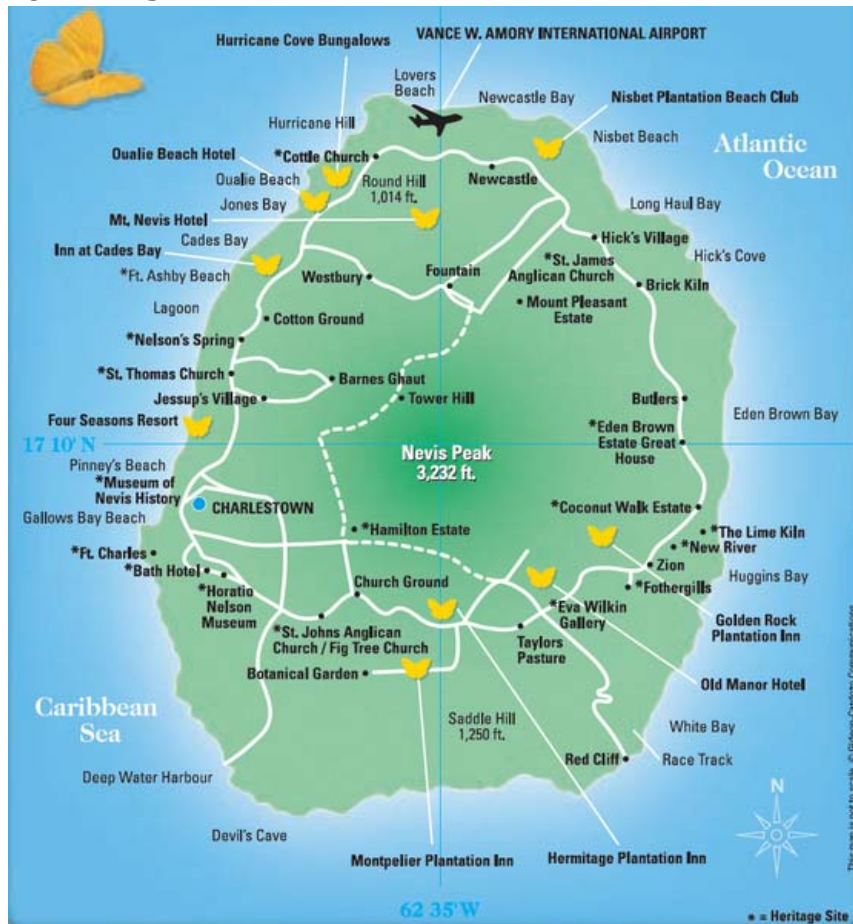 Hurricane Cove Bungalows
VANCE W. AMORY INTERNATIONAL AIRPORT
Lovers
Beach
Newcastle Bay
Nisbet Plantation Beach Club
Hurricane Hill
Nisbet Beach
Atlantic
Ocean
Oualie Beach Hotel
*Cottle Church
Oualie Beach
Round Hill
1,014 ft.
Newcastle
Jones Bay
Long Haul Bay
Mt. Nevis Hotel
Cades Bay
Hick's Village
Inn at Cades Bay
*St. James
Anglican Church
Hick's Cove
*Ft. Ashby Beach
Westbury
Fountain
Brick Kiln
Mount Pleasant
Estate
Lagoon
Cotton Ground
*Nelson's Spring
*St. Thomas Church
Barnes Ghaut
Jessup's Village
Tower Hill
Butlers
Four Seasons Resort
Eden Brown Bay
*Eden Brown
Estate Great
House
17 10' N
Nevis Peak
3,232 ft.
Pinney's Beach
*Museum of
Nevis History
CHARLESTOWN
Gallows Bay Beach
*Coconut Walk Estate
*Hamilton Estate
*The Lime Kiln
*New River
*Ft. Charles
*Bath Hotel
Zion
Huggins Bay
Church Ground
*Fothergills
*Horatio
Nelson
Museum
*Eva Wilkin
Gallery
Golden Rock
Plantation Inn
*St. Johns Anglican
Church / Fig Tree Church
Taylors
Pasture
Botanical Garden
Old Manor Hotel
Caribbean
Sea
Saddle Hill
1,250 ft.
White Bay
Red Cliff
Race Track
Deep Water Harbour
N
Devil's Cave
Montpelier Plantation Inn
Hermitage Plantation Inn
62 35' W
* = Heritage Site
This map is not to scale.